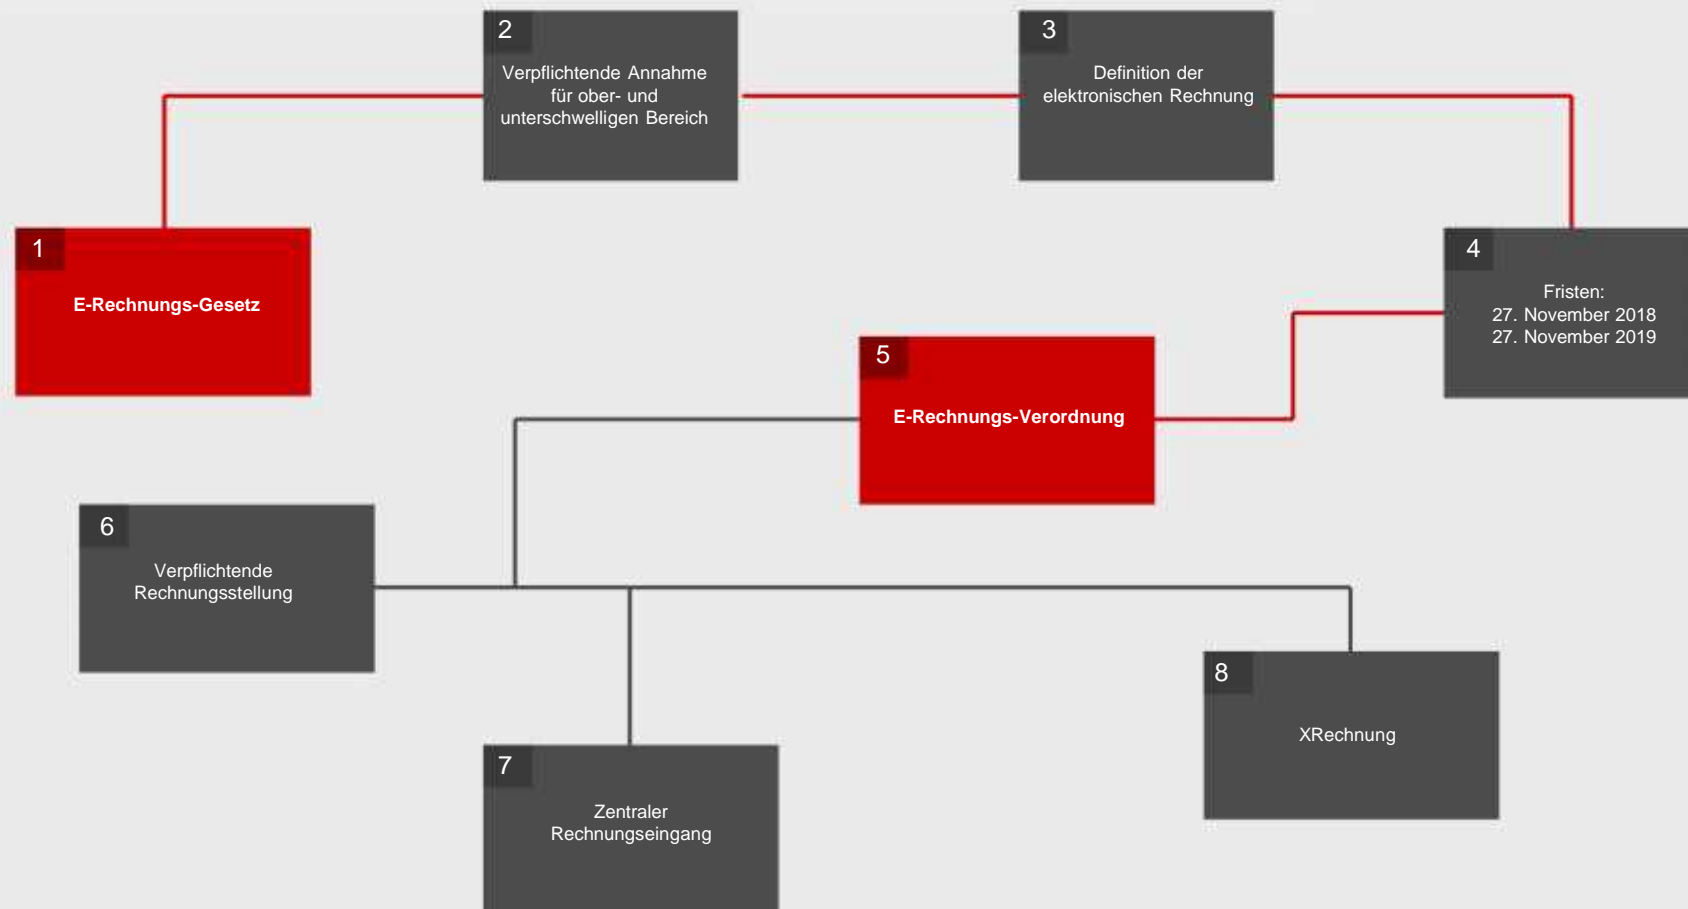 1
E-Rechnungs-Gesetz
2
Verpflichtende Annahme
für ober- und
unterschwelligen Bereich
3
Definition der
elektronischen Rechnung
4
Fristen:
27. November 2018
27. November 2019
5
E-Rechnungs-Verordnung
6
Verpflichtende
Rechnungsstellung
7
Zentraler
Rechnungseingang
8
XRechnung